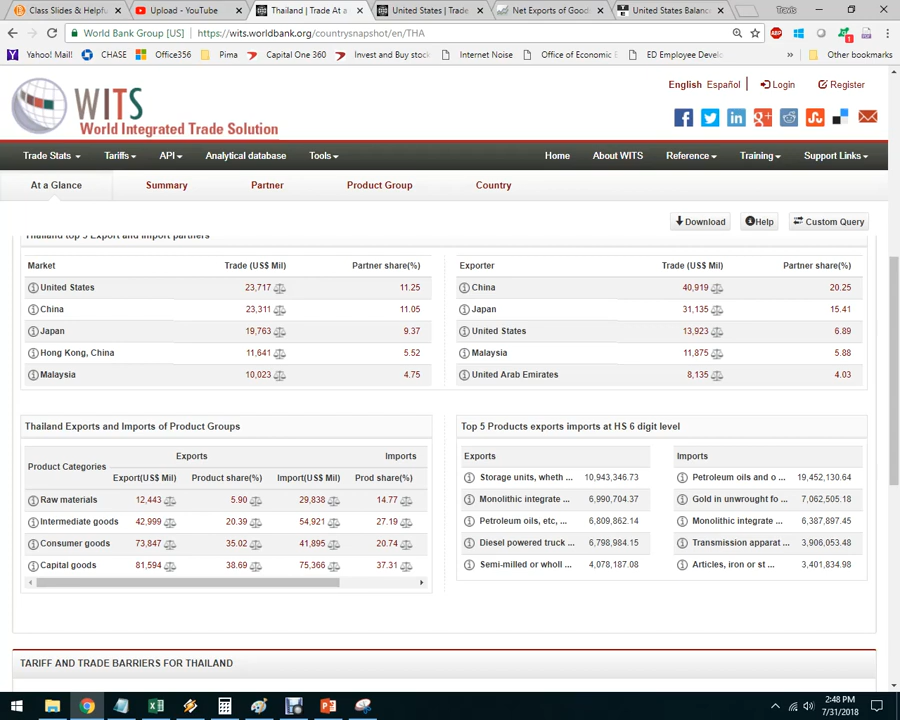 Class Slides & Helpfu
Upload - YouTube
Thailand | Trade At a
United States | Trade
Net Exports of Good
United States Balanc
Travis
World Bank Group [US]
https://wits.worldbank.org/countrysnapshot/en/THA
ABP
Yahoo! Mail
CHASE
Office356
Pima
Capital One 360
Invest and Buy stock
Internet Noise
Office of Economic
ED Employee Devel
»
Other bookmarks
WITS
World Integrated Trade Solution
English Español Login Register
Trade Stats Tariffs API Analytical database Tools Home About WITS Reference Training Support Links
At a Glance Summary Partner Product Group Country
Download Help Custom Query
Thailand top 5 Export and Import partners
Market Trade (US$ Mil) Partner share(%)
United States 23,717 11.25
China 23,311 11.05
Japan 19,763 9.37
Hong Kong, China 11,641 5.52
Malaysia 10,023 4.75
Exporter Trade (US$ Mil) Partner share(%)
China 40,919 20.25
Japan 31,135 15.41
United States 13,923 6.89
Malaysia 11,875 5.88
United Arab Emirates 8,135 4.03
Thailand Exports and Imports of Product Groups
Exports Imports
Product Categories
Export(US$ Mil) Product share(%) Import(US$ Mil) Prod share(%)
Raw materials 12,443 5.90 29,838 14.77
Intermediate goods 42,999 20.39 54,921 27.19
Consumer goods 73,847 35.02 41,895 20.74
Capital goods 81,594 38.69 75,366 37.31
Top 5 Products exports imports at HS 6 digit level
Exports
Storage units, wheth ... 10,943,346.73
Monolithic integrate ... 6,990,704.37
Petroleum oils, etc, ... 6,809,862.14
Diesel powered truck ... 6,798,984.15
Semi-milled or wholl ... 4,078,187.08
Imports
Petroleum oils and o ... 19,452,130.64
Gold in unwrought fo ... 7,062,505.18
Monolithic integrate ... 6,387,897.45
Transmission apparat ... 3,906,053.48
Articles, iron or st ... 3,401,834.98
TARIFF AND TRADE BARRIERS FOR THAILAND
2:48 PM
7/31/2018